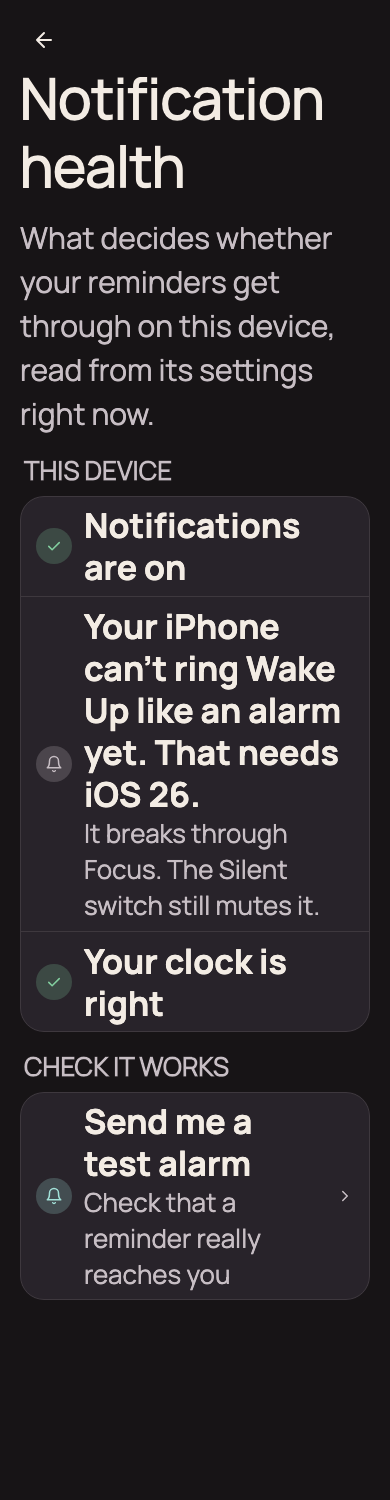 Notification
health
What decides whether
your reminders get
through on this device,
read from its settings
right now.
THIS DEVICE
Notifications
are on
Your iPhone
can’t ring Wake
Up like an alarm
yet. That needs
iOS 26.
It breaks through
Focus. The Silent
switch still mutes it.
Your clock is
right
CHECK IT WORKS
Send me a
test alarm
Check that a
reminder really
reaches you